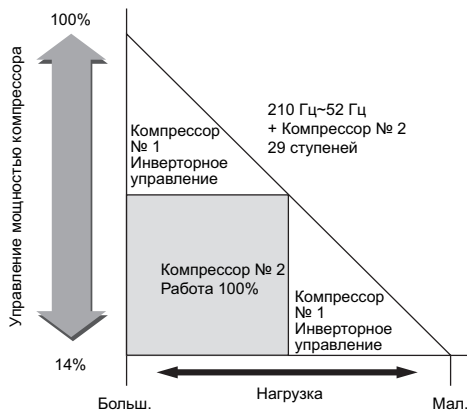 100%
Управление мощностью компрессора
210 Гц~52 Гц
+ Компрессор № 2
29 ступеней
Компрессор
№ 1
Инверторное
управление
Компрессор № 2
Работа 100%
Компрессор
№ 1
Инверторное
управление
14%
Нагрузка
Больш.
Мал.